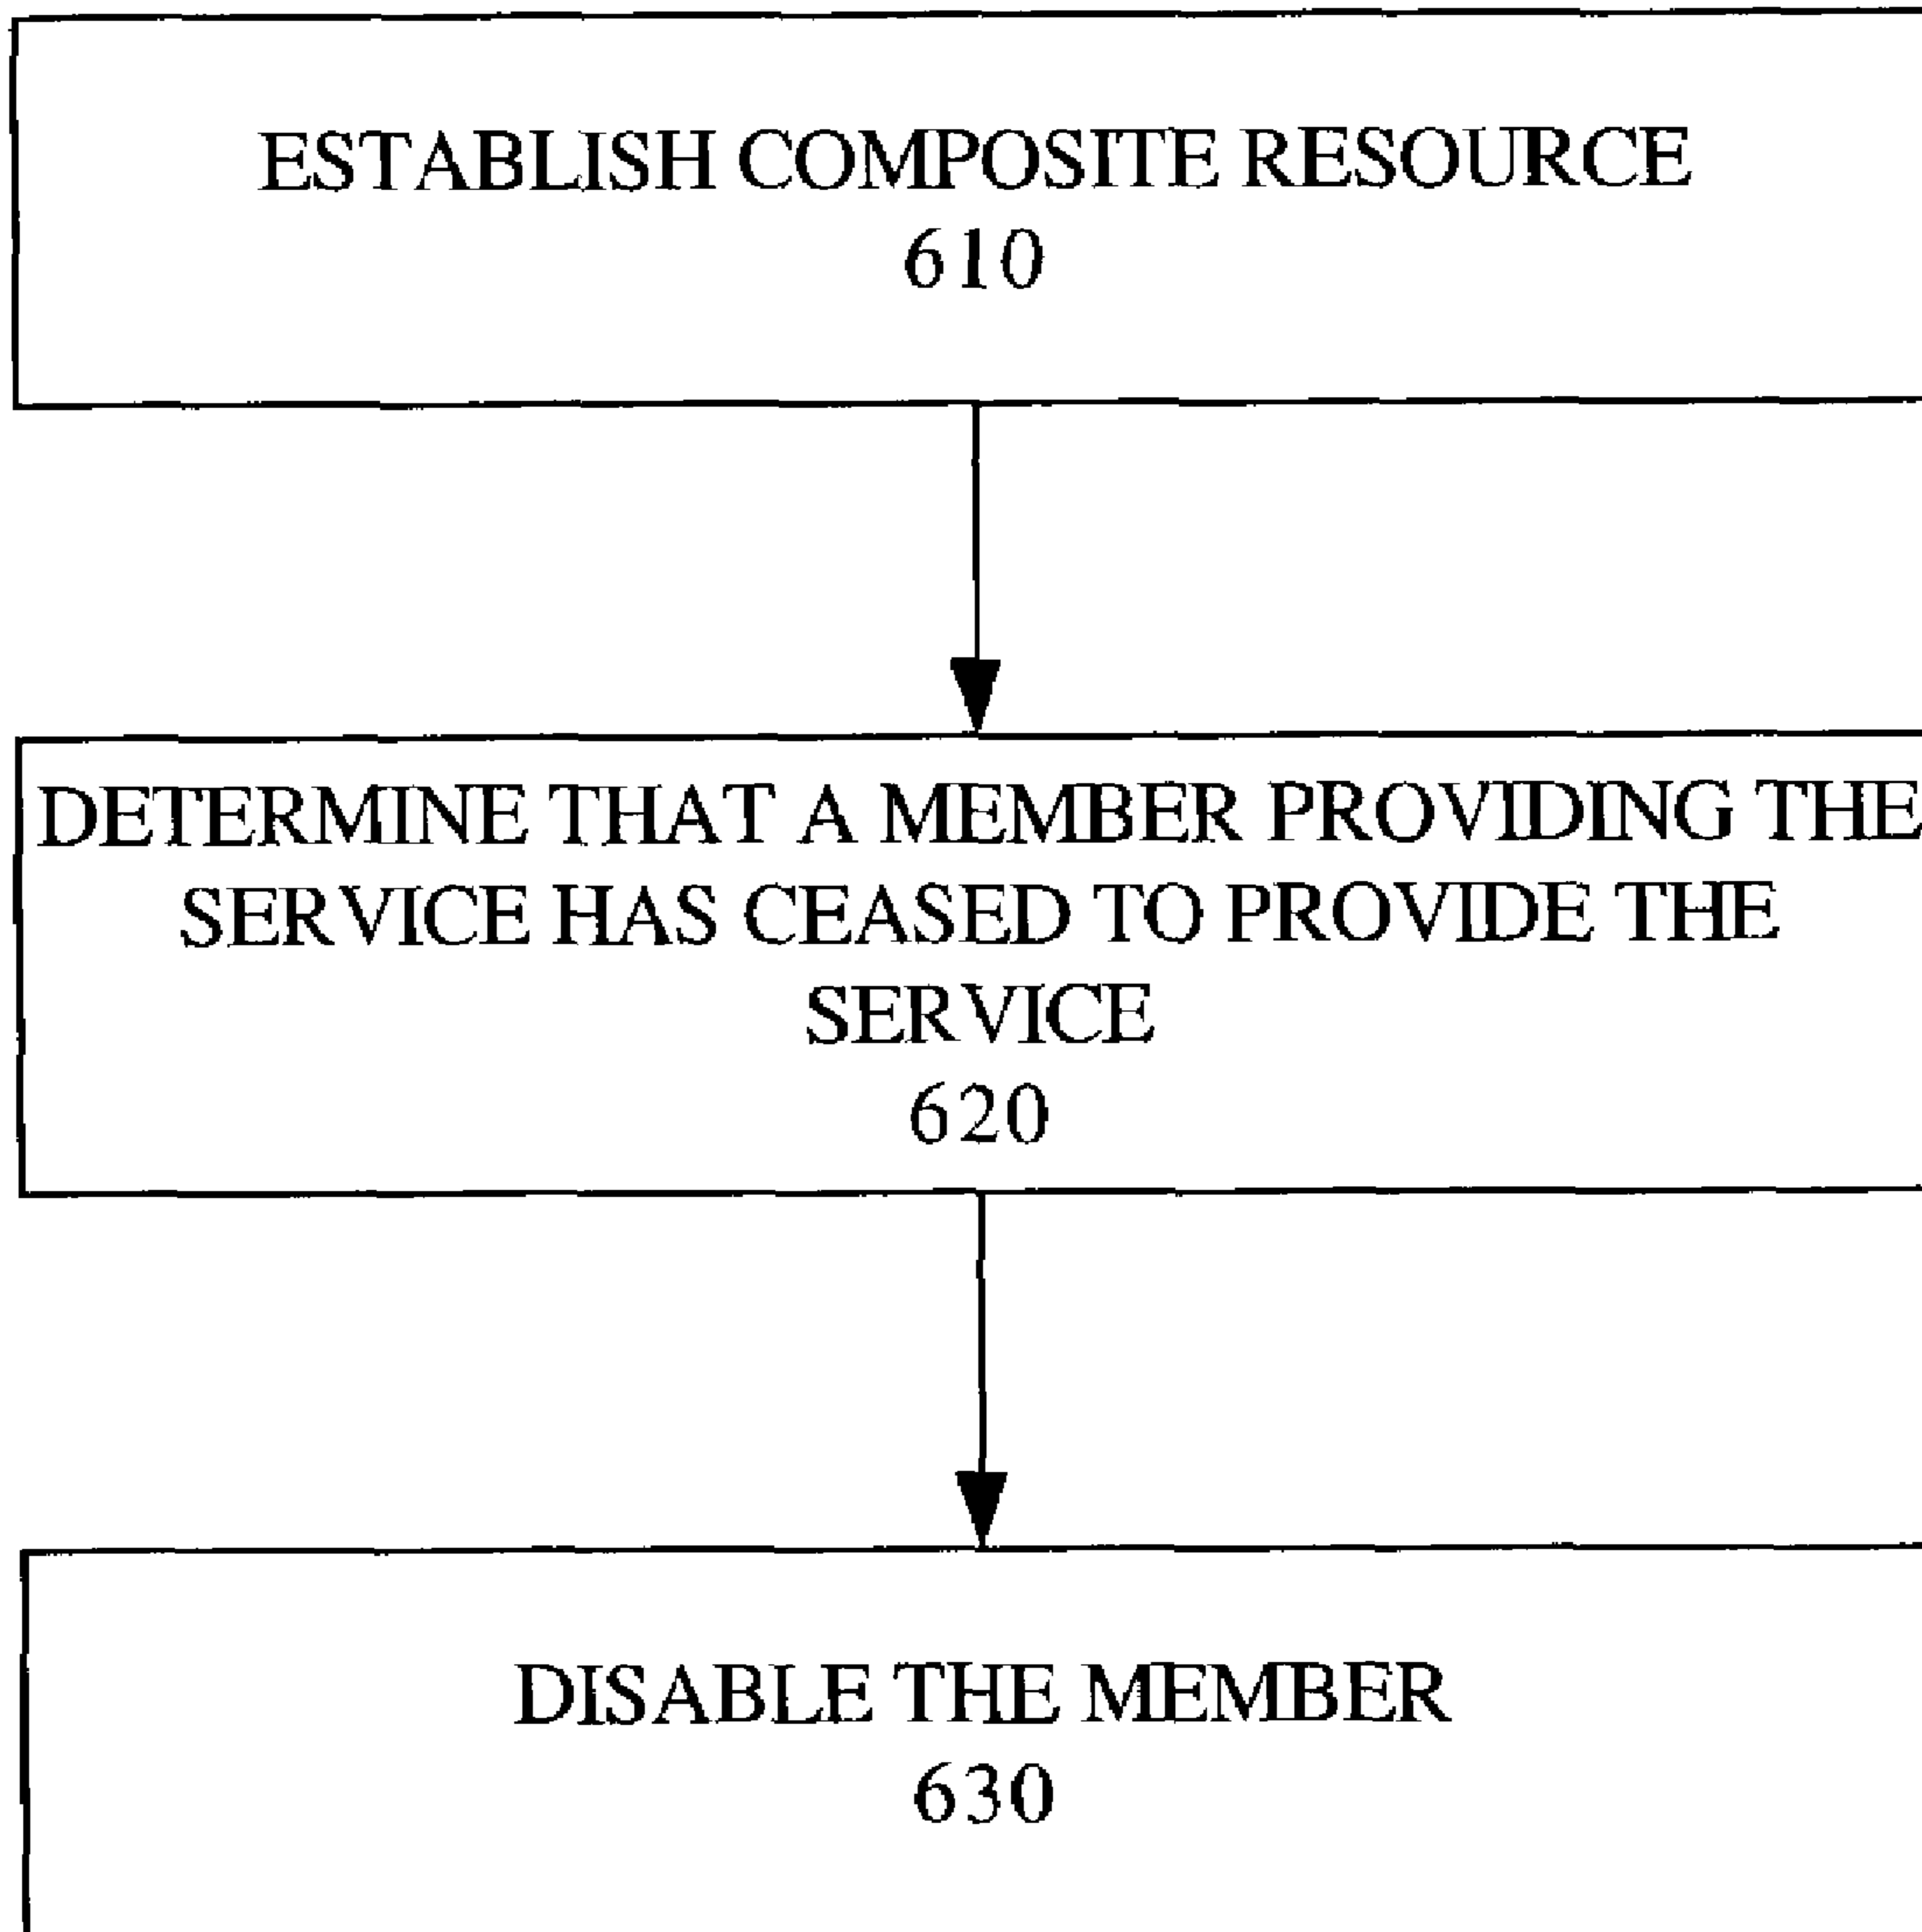 ESTABLISH COMPOSITE RESOURCE
610
DETERMINE THAT A MEMBER PROVIDING THE
SERVICE HAS CEASED TO PROVIDE THE
SERVICE
620
DISABLE THE MEMBER
630